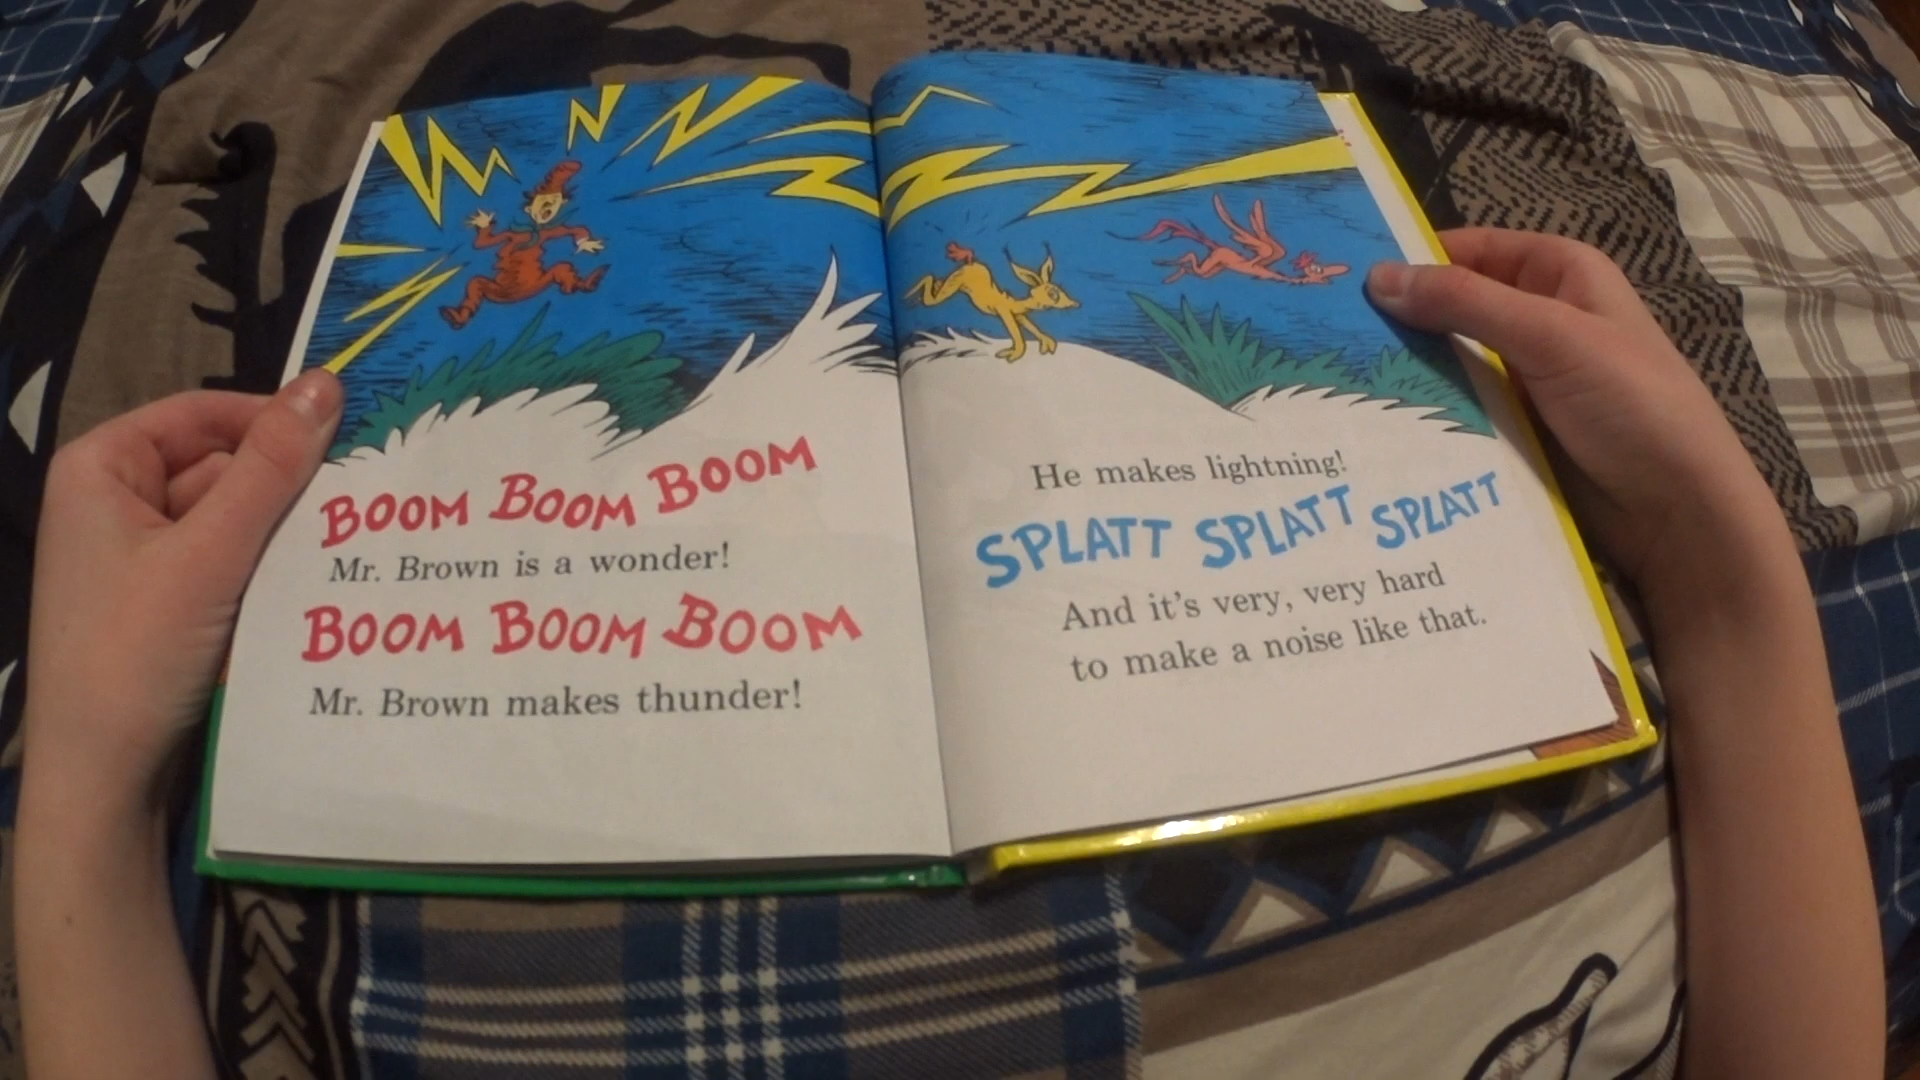 BOOM BOOM BOOM
Mr. Brown is a wonder!
BOOM BOOM BOOM
Mr. Brown makes thunder!
He makes lightning!
SPLATT SPLATT SPLATT
And it's very, very hard
to make a noise like that.